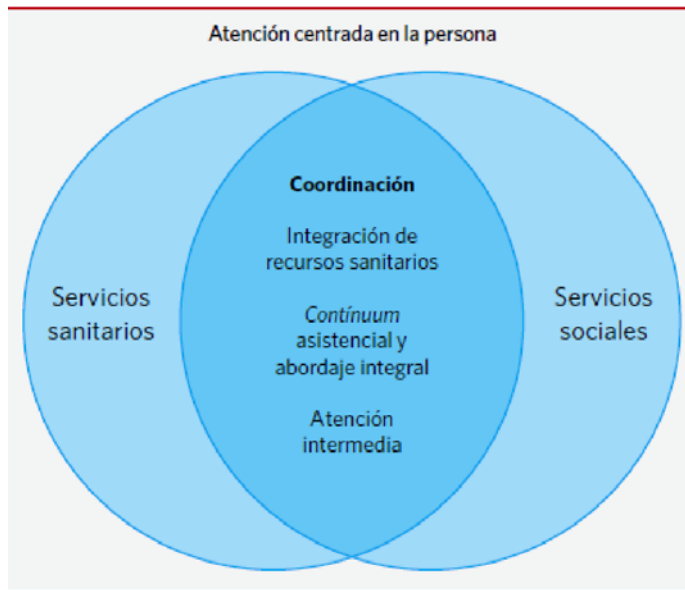 Atención centrada en la persona
Coordinación
Integración de
recursos sanitarios
Contínuum
asistencial y
abordaje integral
Atención
intermedia
Servicios
sanitarios
Servicios
sociales